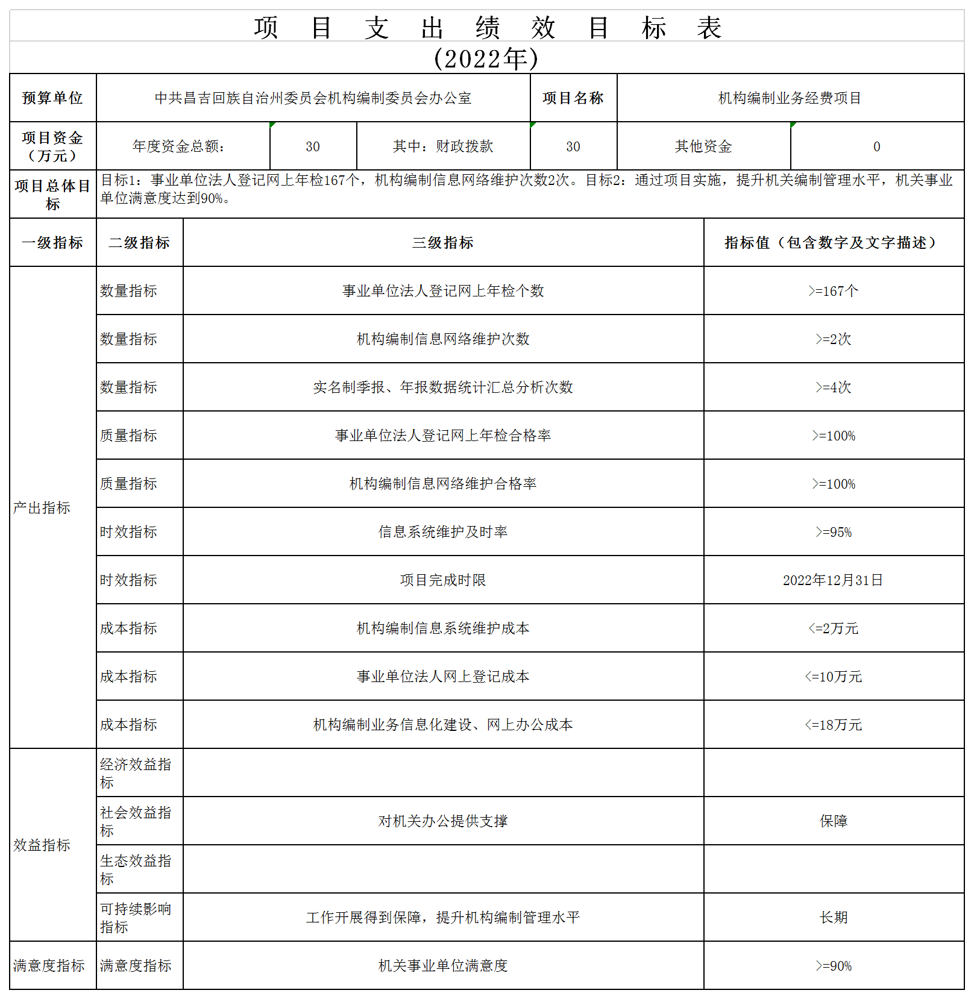 项目支出绩效目标表
(2022年)
预算单位 中共昌吉回族自治州委员会机构编制委员会办公室 项目名称 机构编制业务经费项目
项目资金
（万元） 年度资金总额： 30 其中：财政拨款 30 其他资金 0
项目总体目
标
目标1：事业单位法人登记网上年检167个，机构编制信息网络维护次数2次。目标2：通过项目实施，提升机关编制管理水平，机关事业
单位满意度达到90%。
一级指标 二级指标 三级指标 指标值（包含数字及文字描述）
产出指标
数量指标 事业单位法人登记网上年检个数 >=167个
数量指标 机构编制信息网络维护次数 >=2次
数量指标 实名制季报、年报数据统计汇总分析次数 >=4次
质量指标 事业单位法人登记网上年检合格率 >=100%
质量指标 机构编制信息网络维护合格率 >=100%
时效指标 信息系统维护及时率 >=95%
时效指标 项目完成时限 2022年12月31日
成本指标 机构编制信息系统维护成本 <=2万元
成本指标 事业单位法人网上登记成本 <=10万元
成本指标 机构编制业务信息化建设、网上办公成本 <=18万元
效益指标
经济效益指
标
社会效益指
标 对机关办公提供支撑 保障
生态效益指
标
可持续影响
指标 工作开展得到保障，提升机构编制管理水平 长期
满意度指标 满意度指标 机关事业单位满意度 >=90%